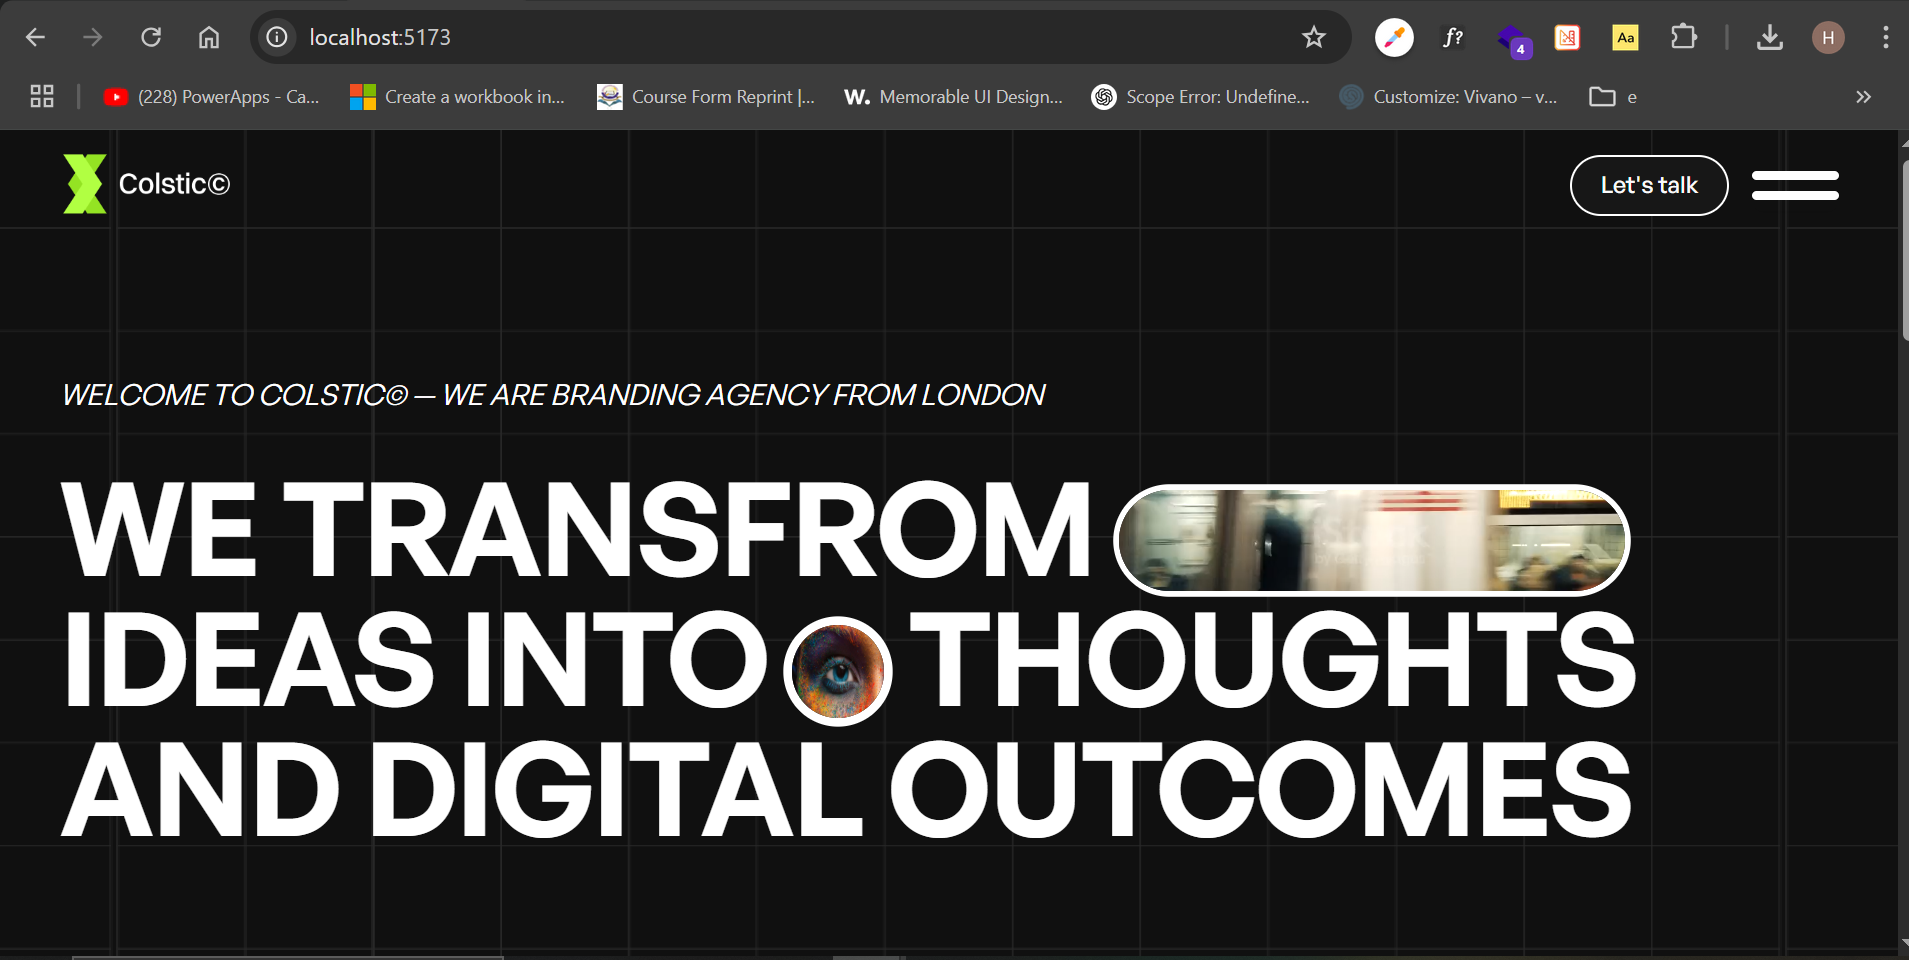 localhost:5173
f?
4
Aa
H
(228) PowerApps - Ca...
Create a workbook in...
Course Form Reprint |...
W. Memorable UI Design...
Scope Error: Undefine...
Customize: Vivano – v...
e
Colstic©
Let's talk
WELCOME TO COLSTIC© — WE ARE BRANDING AGENCY FROM LONDON
WE TRANSFROM
IDEAS INTO THOUGHTS
AND DIGITAL OUTCOMES